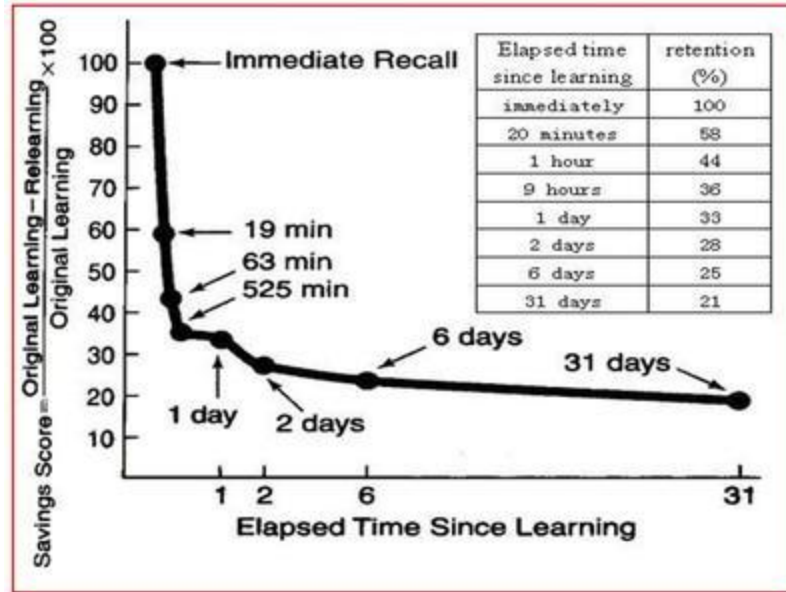 Savings Score = Original Learning – Relearning
Original Learning
×100
100
90
80
70
60
50
40
30
20
10
Immediate Recall
19 min
63 min
525 min
1 day
2 days
6 days
31 days
1 2 6 31
Elapsed Time Since Learning
Elapsed time since learning retention (%)
immediately 100
20 minutes 58
1 hour 44
9 hours 36
1 day 33
2 days 28
6 days 25
31 days 21